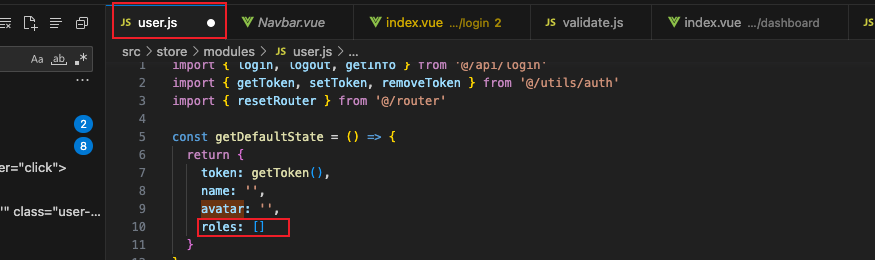 user.js
Navbar.vue
index.vue .../login 2
validate.js
index.vue .../dashboard
JS
src > store > modules > JS user.js > ...
Aa ab, .*
...
2
8
er="click">
'" class="user-...
1 import { login, logout, getInfo } from '@/api/login'
2 import { getToken, setToken, removeToken } from '@/utils/auth'
3 import { resetRouter } from '@/router'
4
5 const getDefaultState = () => {
6 return {
7 token: getToken(),
8 name: '',
9 avatar: '',
10 roles: []
11 }